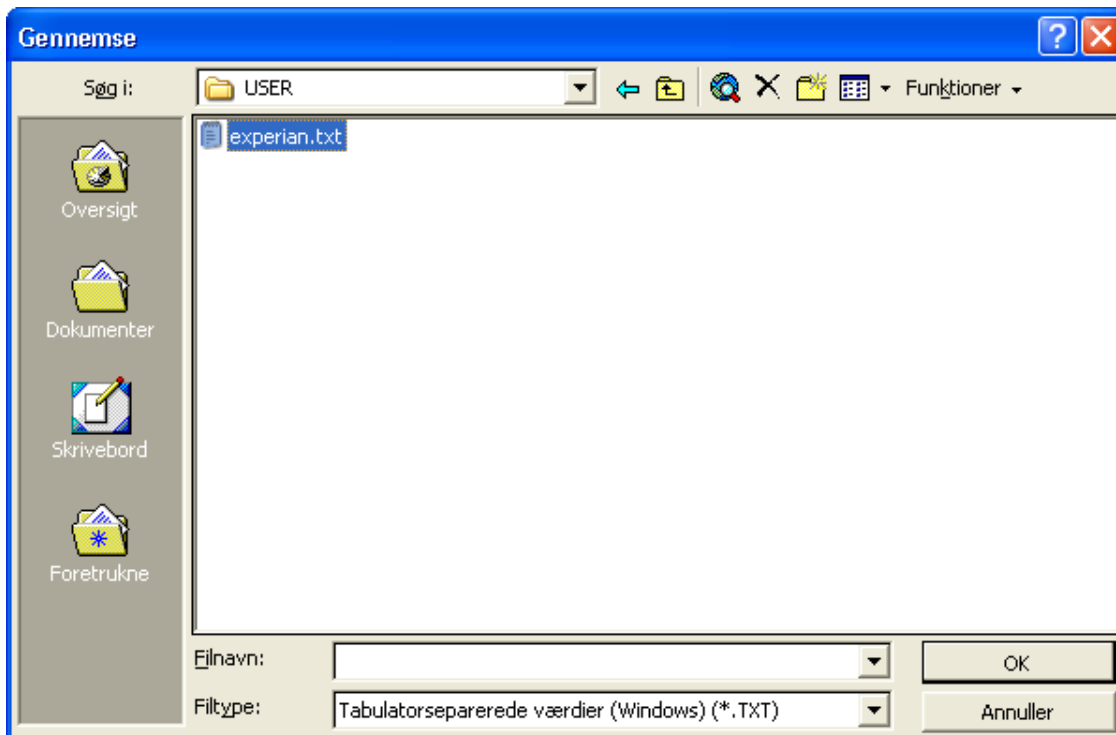 Gennemse
Søg i: USER Funktioner
experian.txt
Oversigt
Dokumenter
Skrivebord
Foretrukne
Filnavn: OK
Filtype: Tabulatorseparerede værdier (Windows) (*.TXT) Annuller